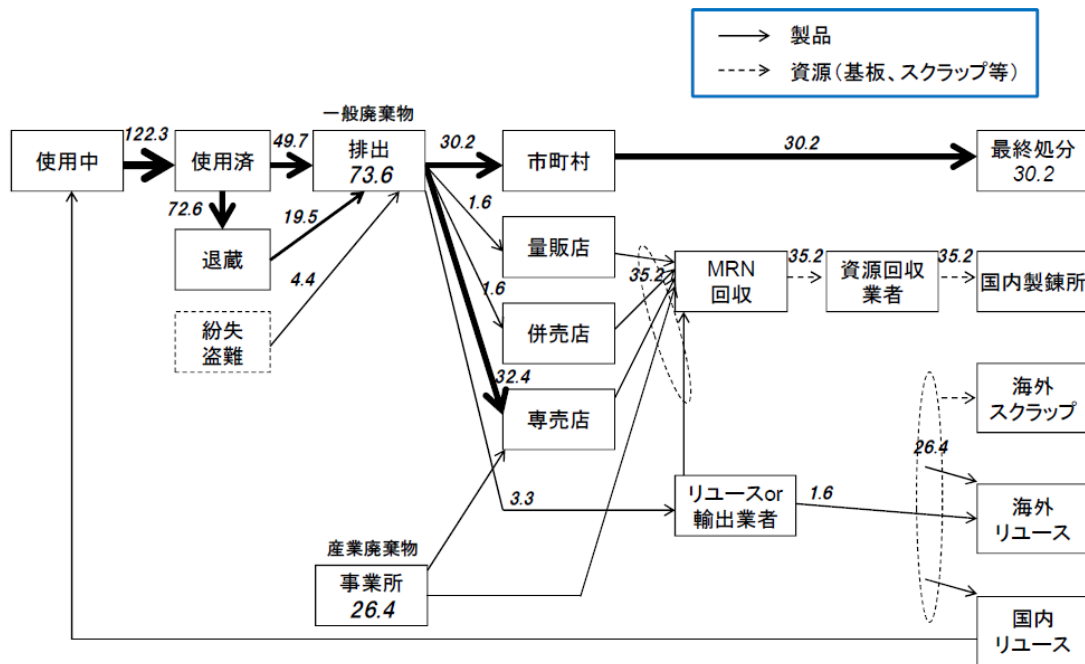 製品
資源(基板、スクラップ等)
一般廃棄物
使用中
122.3
使用済
49.7
排出
73.6
30.2
市町村
30.2
最終処分
30.2
72.6
19.5
1.6
退蔵
量販店
35.2
MRN
回収
35.2
資源回収
業者
35.2
国内製錬所
4.4
1.6
紛失
盗難
併売店
32.4
専売店
海外
スクラップ
26.4
3.3
リユースor
輸出業者
1.6
海外
リユース
産業廃棄物
事業所
26.4
国内
リユース